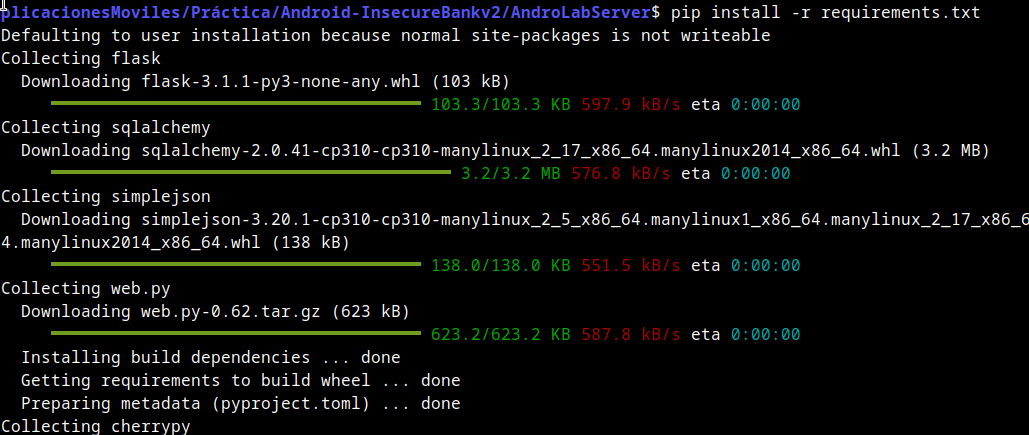 plicacionesMoviles/Práctica/Android-InsecureBankv2/AndroLabServer$ pip install -r requirements.txt
Defaulting to user installation because normal site-packages is not writeable
Collecting flask
  Downloading flask-3.1.1-py3-none-any.whl (103 kB)
103.3/103.3 KB 597.9 kB/s eta 0:00:00
Collecting sqlalchemy
  Downloading sqlalchemy-2.0.41-cp310-cp310-manylinux_2_17_x86_64.manylinux2014_x86_64.whl (3.2 MB)
3.2/3.2 MB 576.8 kB/s eta 0:00:00
Collecting simplejson
  Downloading simplejson-3.20.1-cp310-cp310-manylinux_2_5_x86_64.manylinux1_x86_64.manylinux_2_17_x86_6
4.manylinux2014_x86_64.whl (138 kB)
138.0/138.0 KB 551.5 kB/s eta 0:00:00
Collecting web.py
  Downloading web.py-0.62.tar.gz (623 kB)
623.2/623.2 KB 587.8 kB/s eta 0:00:00
  Installing build dependencies ... done
  Getting requirements to build wheel ... done
  Preparing metadata (pyproject.toml) ... done
Collecting cherrypy